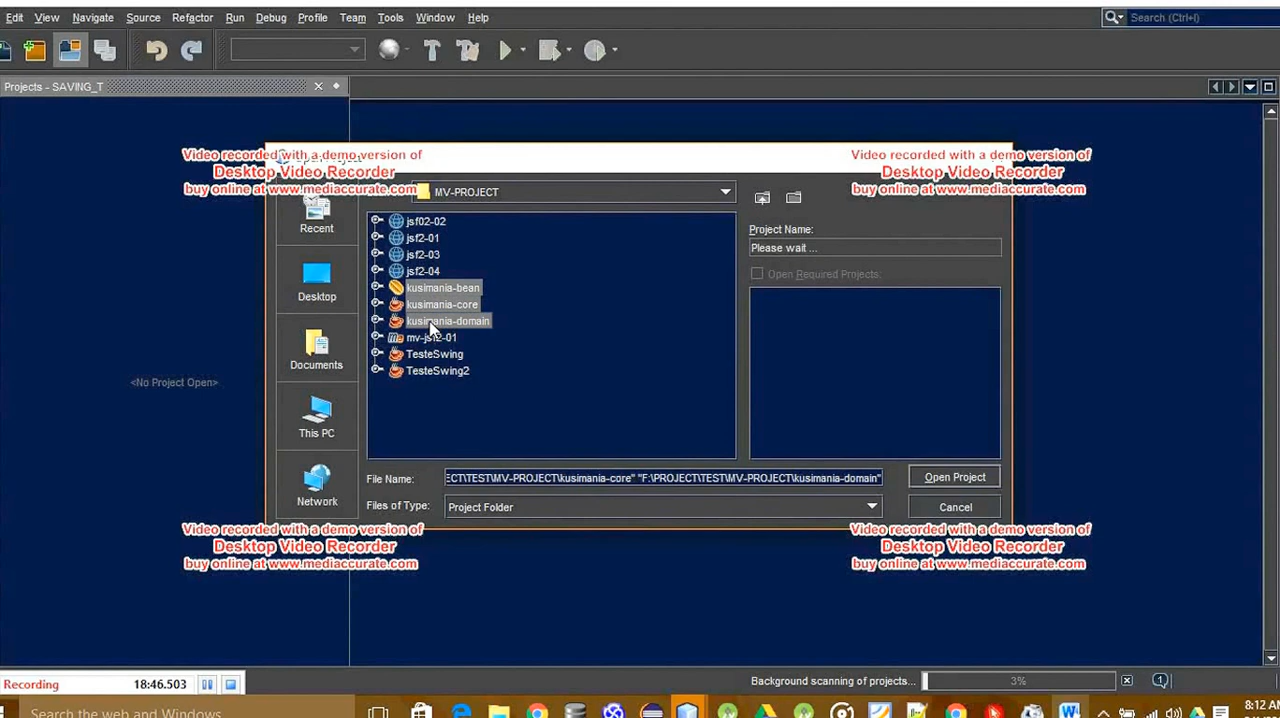 Edit View Navigate Source Refactor Run Debug Profile Team Tools Window Help
Search (Ctrl+I)
Projects - SAVING_T
Video recorded with a demo version of
Desktop Video Recorder
buy online at www.mediaccurate.com
Video recorded with a demo version of
Desktop Video Recorder
buy online at www.mediaccurate.com
MV-PROJECT
Recent
Desktop
Documents
This PC
Network
jsf02-02
jsf2-01
jsf2-03
jsf2-04
kusimania-bean
kusimania-core
kusimania-domain
mv-jsf2-01
TesteSwing
TesteSwing2
Project Name:
Please wait ...
Open Required Projects:
<No Project Open>
File Name:
ECT\TEST\MV-PROJECT\kusimania-core" "F:\PROJECT\TEST\MV-PROJECT\kusimania-domain"
Open Project
Files of Type:
Project Folder
Cancel
Video recorded with a demo version of
Desktop Video Recorder
buy online at www.mediaccurate.com
Video recorded with a demo version of
Desktop Video Recorder
buy online at www.mediaccurate.com
Recording 18:46.503
Background scanning of projects... 3%
Search the web and Windows
8:12 A